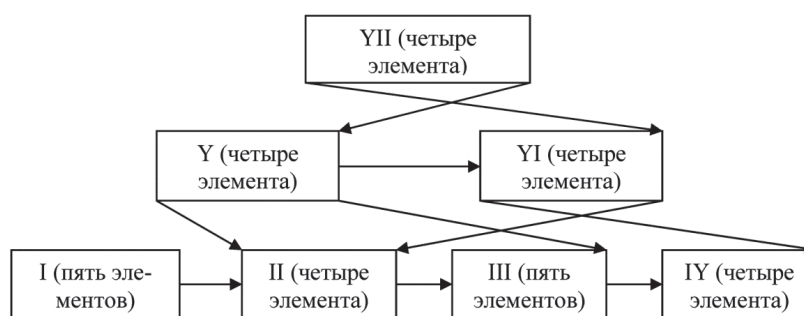 YII (четыре
элемента)
Y (четыре
элемента)
YI (четыре
элемента)
I (пять эле-
ментов)
II (четыре
элемента)
III (пять
элементов)
IY (четыре
элемента)